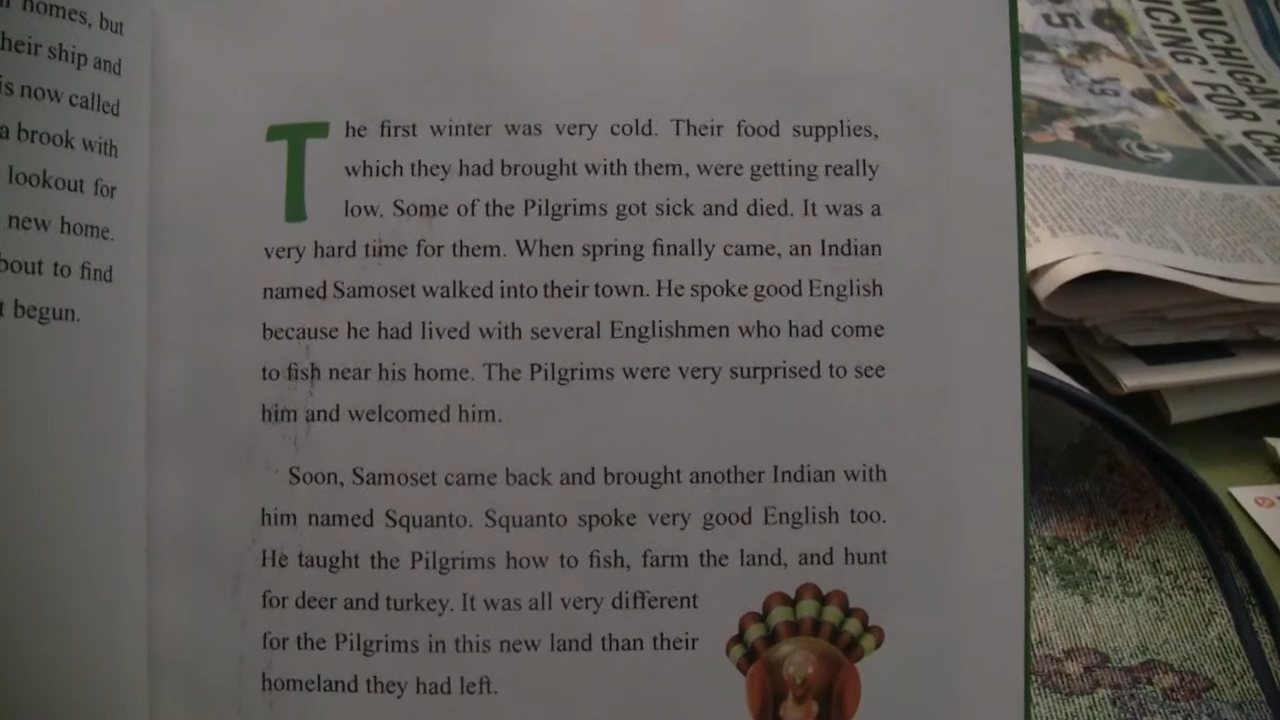 homes, but
their ship and
is now called
a brook with
lookout for
new home.
bout to find
t begun.
The first winter was very cold. Their food supplies,
which they had brought with them, were getting really
low. Some of the Pilgrims got sick and died. It was a
very hard time for them. When spring finally came, an Indian
named Samoset walked into their town. He spoke good English
because he had lived with several Englishmen who had come
to fish near his home. The Pilgrims were very surprised to see
him and welcomed him.
Soon, Samoset came back and brought another Indian with
him named Squanto. Squanto spoke very good English too.
He taught the Pilgrims how to fish, farm the land, and hunt
for deer and turkey. It was all very different
for the Pilgrims in this new land than their
homeland they had left.
MICHIGAN
ICING' FOR CA